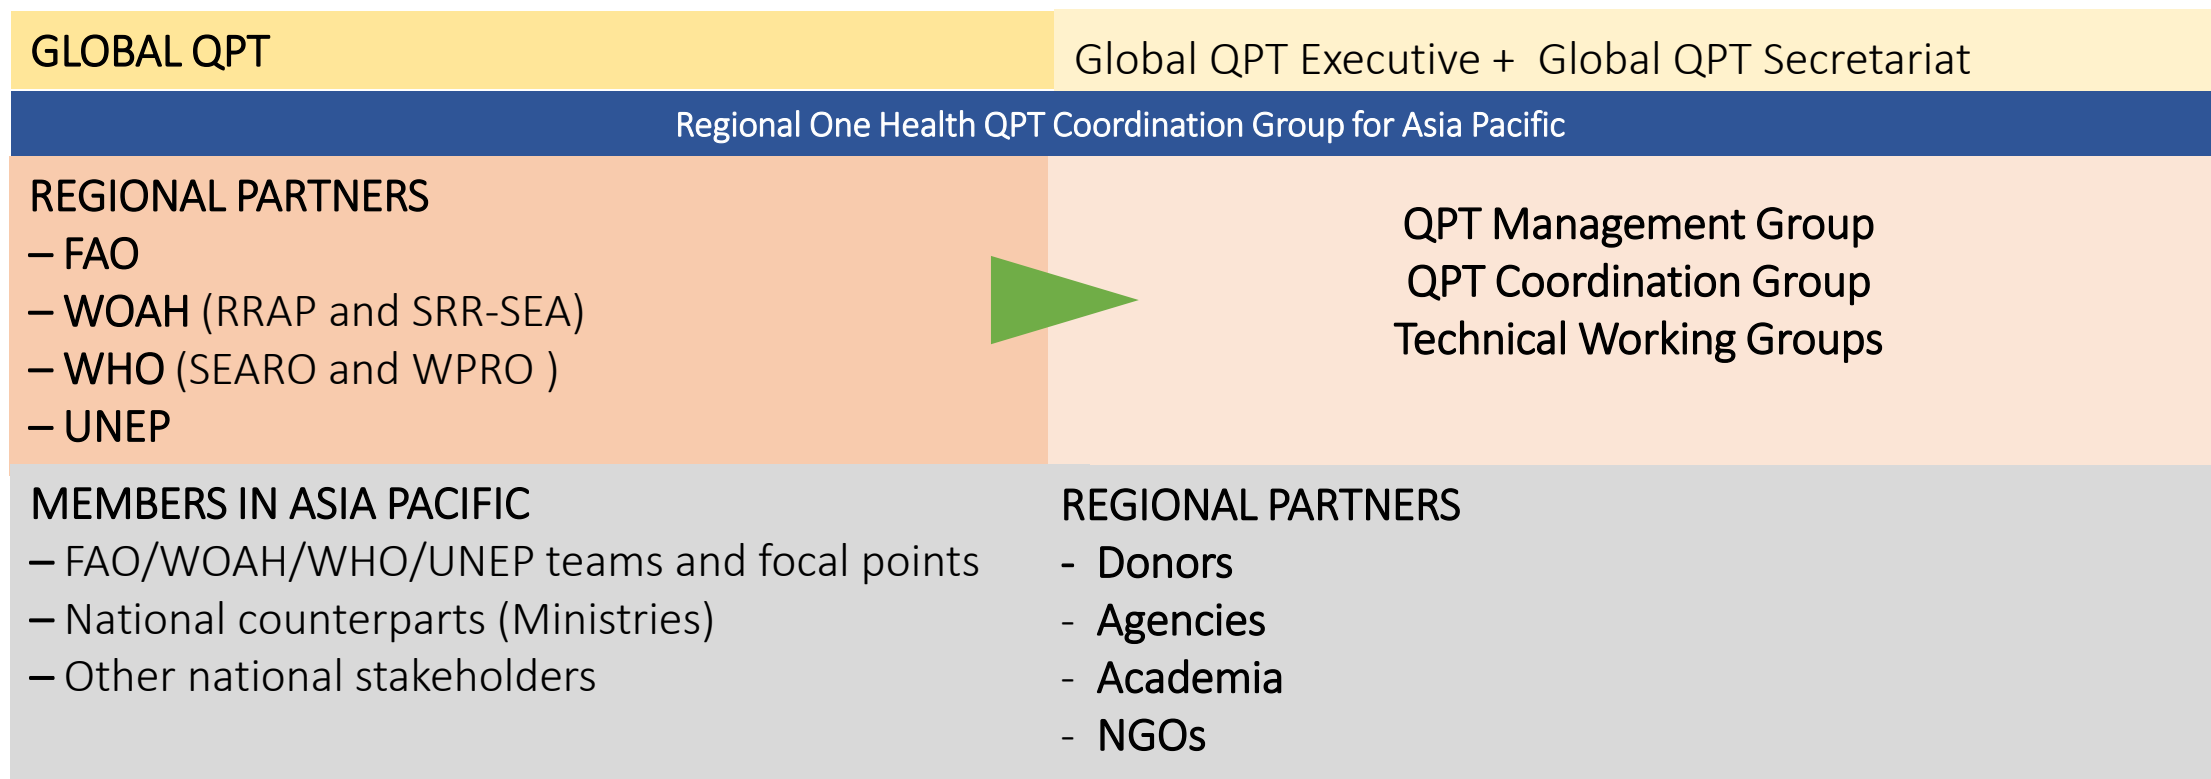 GLOBAL QPT
Global QPT Executive + Global QPT Secretariat
Regional One Health QPT Coordination Group for Asia Pacific
REGIONAL PARTNERS
– FAO
– WOAH (RRAP and SRR-SEA)
– WHO (SEARO and WPRO )
– UNEP
QPT Management Group
QPT Coordination Group
Technical Working Groups
MEMBERS IN ASIA PACIFIC
– FAO/WOAH/WHO/UNEP teams and focal points
– National counterparts (Ministries)
– Other national stakeholders
REGIONAL PARTNERS
- Donors
- Agencies
- Academia
- NGOs